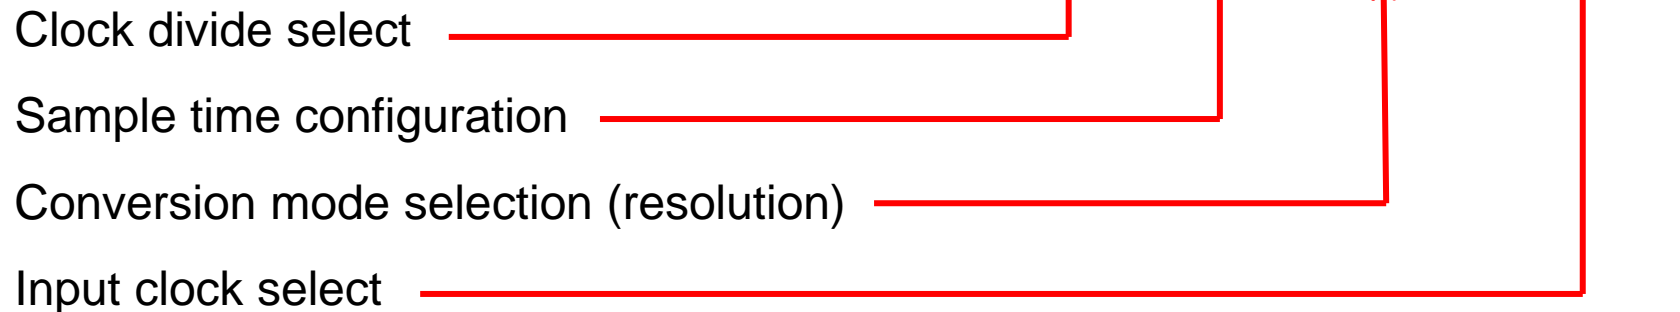 Clock divide select
Sample time configuration
Conversion mode selection (resolution)
Input clock select